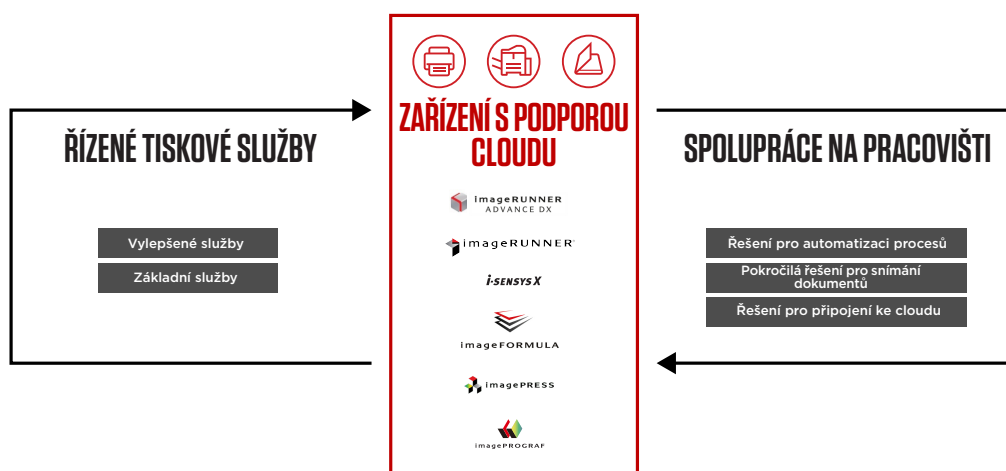 ŘÍZENÉ TISKOVÉ SLUŽBY
Vylepšené služby
Základní služby
ZAŘÍZENÍ S PODPOROU
CLOUDU
imageRUNNER
ADVANCE DX
imageRUNNER
i-SENSYS X
imageFORMULA
imagePRESS
imagePROGRAF
SPOLUPRÁCE NA PRACOVIŠTI
Řešení pro automatizaci procesů
Pokročilá řešení pro snímání
dokumentů
Řešení pro připojení ke cloudu